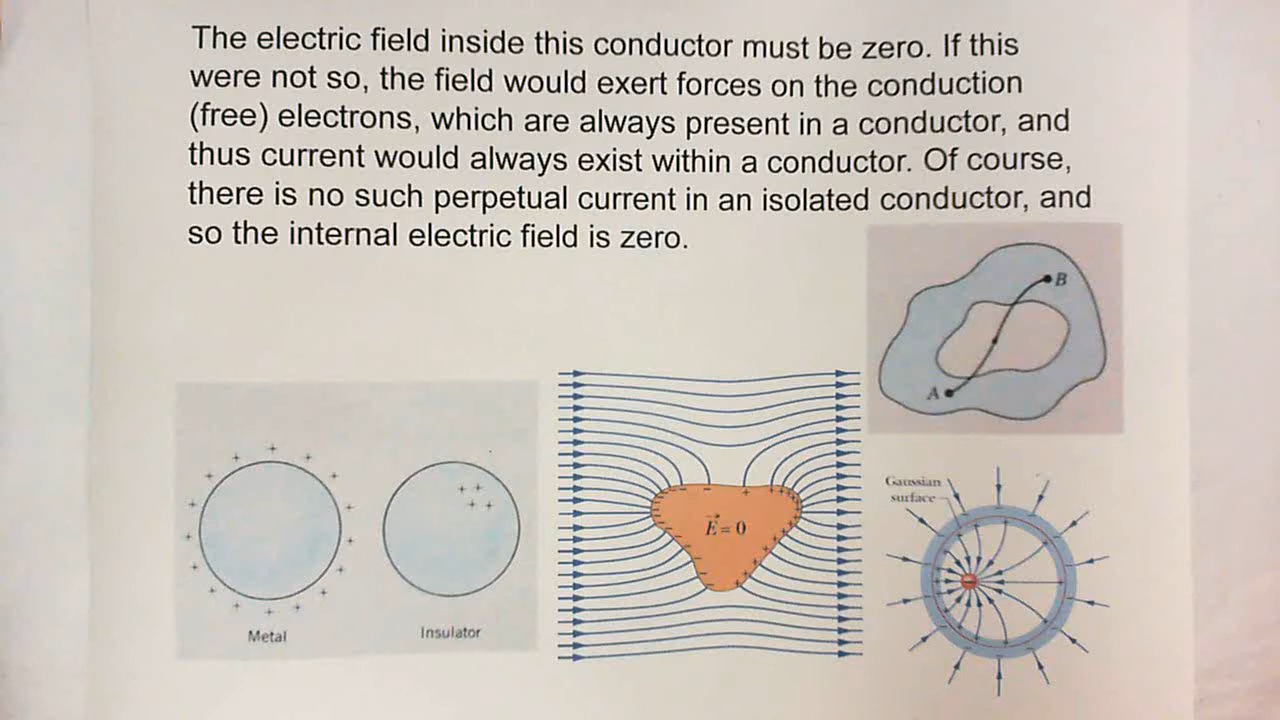 The electric field inside this conductor must be zero. If this
were not so, the field would exert forces on the conduction
(free) electrons, which are always present in a conductor, and
thus current would always exist within a conductor. Of course,
there is no such perpetual current in an isolated conductor, and
so the internal electric field is zero.
B
A
Metal
Insulator
E⃗ = 0
Gaussian
surface